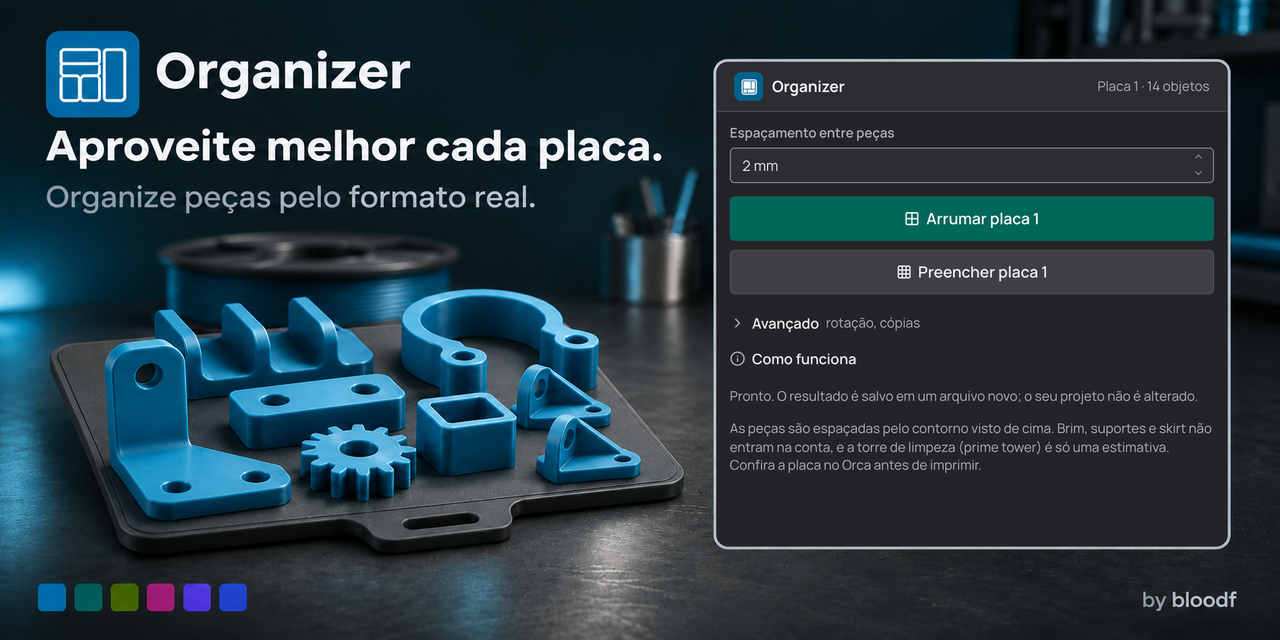 Organizer
Aproveite melhor cada placa.
Organize peças pelo formato real.
Organizer
Placa 1 · 14 objetos
Espaçamento entre peças
2 mm
Arrumar placa 1
Preencher placa 1
Avançado rotação, cópias
Como funciona
Pronto. O resultado é salvo em um arquivo novo; o seu projeto não é alterado.
As peças são espaçadas pelo contorno visto de cima. Brim, suportes e skirt não
entram na conta, e a torre de limpeza (prime tower) é só uma estimativa.
Confira a placa no Orca antes de imprimir.
by bloodf